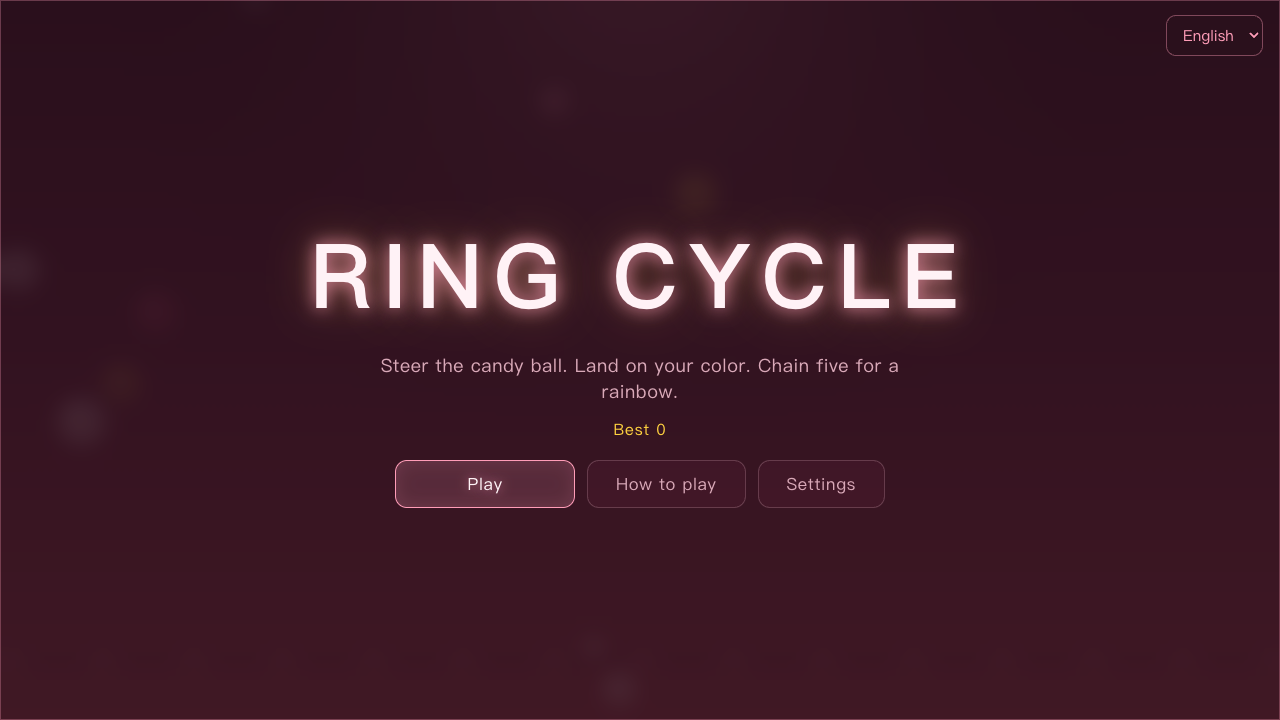 English
RING CYCLE
Steer the candy ball. Land on your color. Chain five for a
rainbow.
Best 0
Play
How to play
Settings